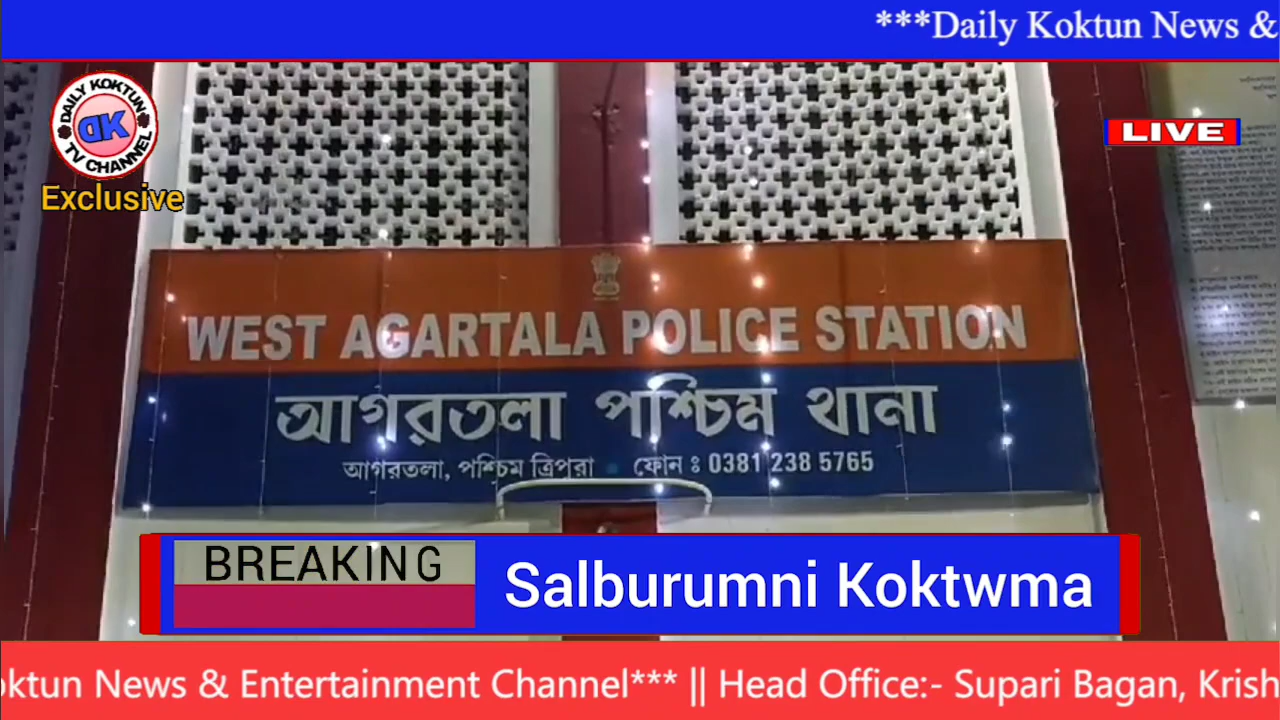 ***Daily Koktun News &
DAILY KOKTUN
DK
TV CHANNEL
Exclusive
LIVE
WEST AGARTALA POLICE STATION
আগরতলা পশ্চিম থানা
আগরতলা, পশ্চিম ত্রিপুরা ফোন ঃ 0381 238 5765
BREAKING
Salburumni Koktwma
oktun News & Entertainment Channel*** || Head Office:- Supari Bagan, Krish